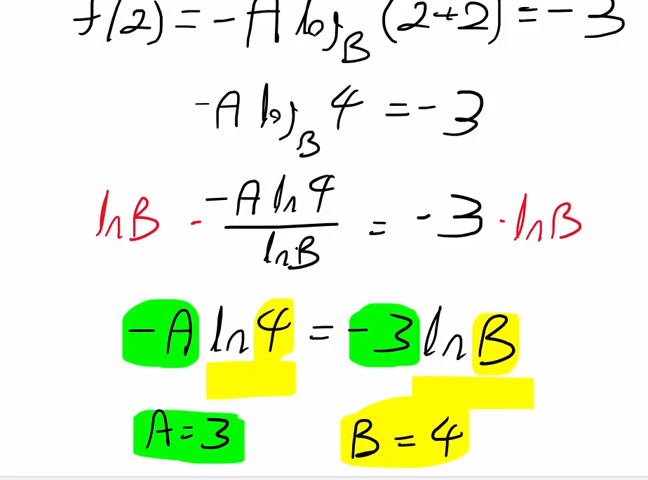 f(2) = -A log_B (2+2) = -3
-A log_B 4 = -3
ln B · (-A ln 4)/(ln B) = -3 · ln B
-A ln 4 = -3 ln B
A = 3 B = 4